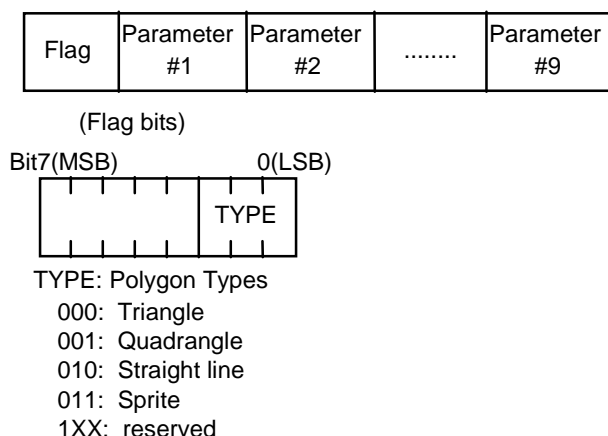 Flag Parameter #1 Parameter #2 ........ Parameter #9
(Flag bits)
Bit7(MSB) 0(LSB)
TYPE
TYPE: Polygon Types
000: Triangle
001: Quadrangle
010: Straight line
011: Sprite
1XX: reserved